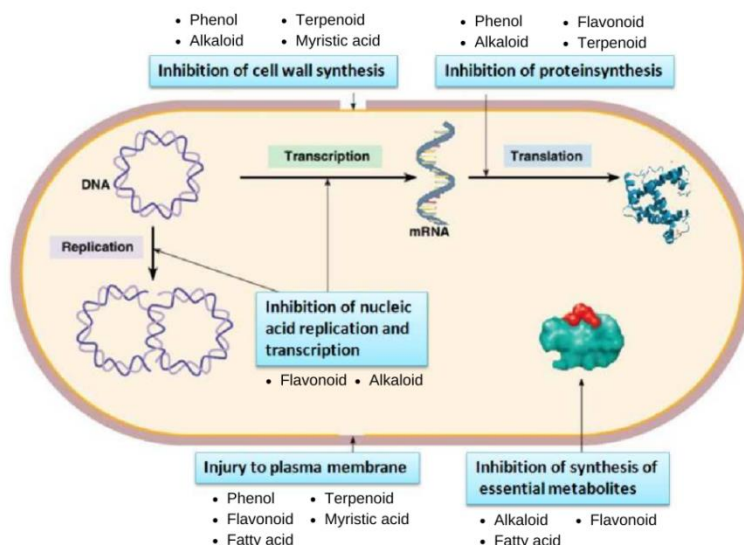 • Phenol • Terpenoid
• Alkaloid • Myristic acid
Inhibition of cell wall synthesis
• Phenol • Flavonoid
• Alkaloid • Terpenoid
Inhibition of proteinsynthesis
DNA
Transcription
mRNA
Translation
Replication
Inhibition of nucleic
acid replication and
transcription
• Flavonoid • Alkaloid
Injury to plasma membrane
• Phenol • Terpenoid
• Flavonoid • Myristic acid
• Fatty acid
Inhibition of synthesis of
essential metabolites
• Alkaloid • Flavonoid
• Fatty acid